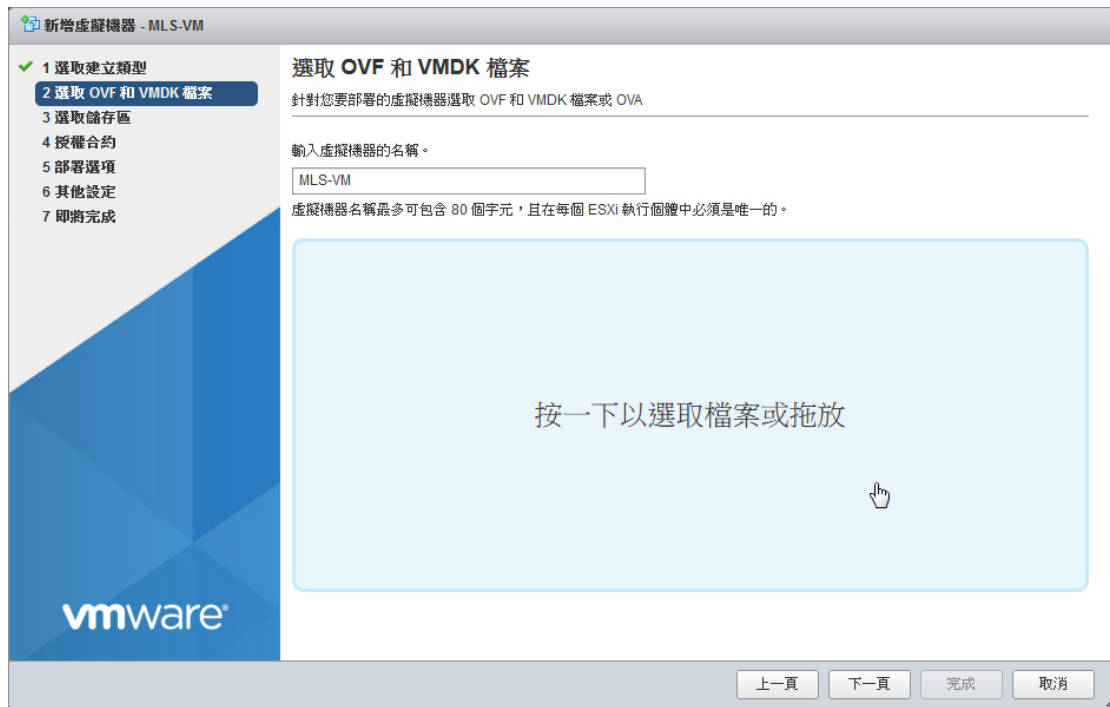 新增虛擬機器 - MLS-VM
1 選取建立類型
2 選取 OVF 和 VMDK 檔案
3 選取儲存區
4 授權合約
5 部署選項
6 其他設定
7 即將完成
選取 OVF 和 VMDK 檔案
針對您要部署的虛擬機器選取 OVF 和 VMDK 檔案或 OVA
輸入虛擬機器的名稱。
MLS-VM
虛擬機器名稱最多可包含 80 個字元，且在每個 ESXi 執行個體中必須是唯一的。
按一下以選取檔案或拖放
vmware®
上一頁 下一頁 完成 取消